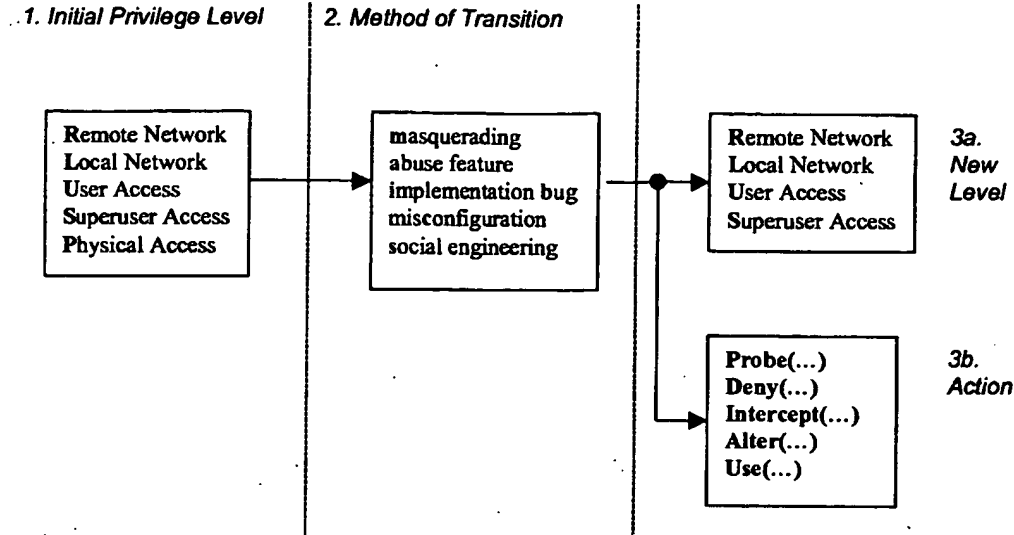 1. Initial Privilege Level
2. Method of Transition
Remote Network
Local Network
User Access
Superuser Access
Physical Access
masquerading
abuse feature
implementation bug
misconfiguration
social engineering
Remote Network
Local Network
User Access
Superuser Access
3a.
New
Level
Probe(...)
Deny(...)
Intercept(...)
Alter(...)
Use(...)
3b.
Action